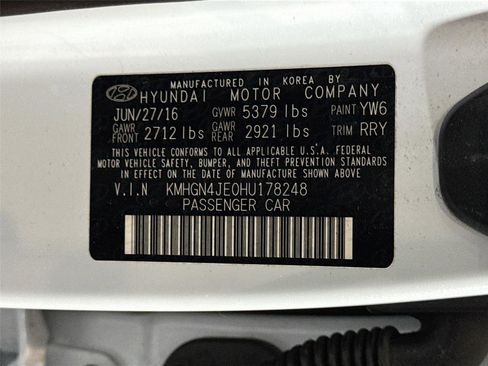 MANUFACTURED IN KOREA BY
HYUNDAI MOTOR COMPANY
JUN/27/16 GVWR 5379 lbs PAINT YW6
GAWR FRONT 2712 lbs GAWR REAR 2921 lbs TRIM RRY
THIS VEHICLE CONFORMS TO ALL APPLICABLE U.S.A. FEDERAL
MOTOR VEHICLE SAFETY, BUMPER, AND THEFT PREVENTION
STANDARDS IN EFFECT ON THE DATE OF MANUFACTURE SHOWN ABOVE
V.I.N KMHGN4JE0HU178248
PASSENGER CAR